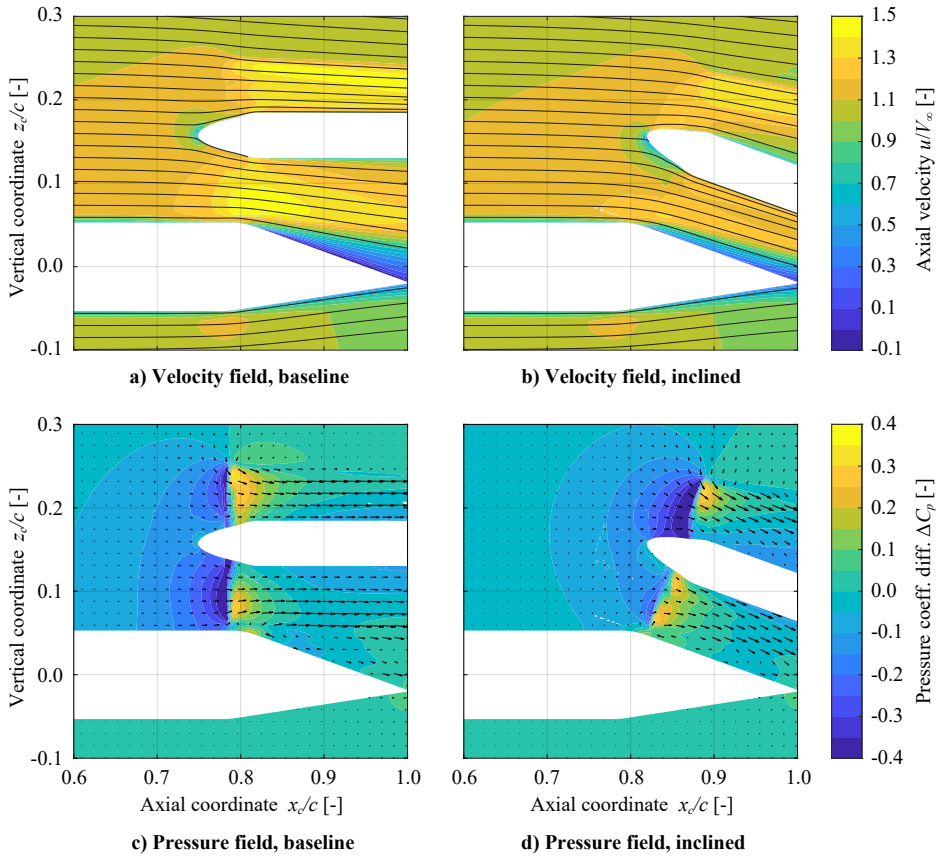 0.3
0.2
0.1
0.0
-0.1
Vertical coordinate z_c/c [-]
a) Velocity field, baseline
b) Velocity field, inclined
1.5
1.3
1.1
0.9
0.7
0.5
0.3
0.1
-0.1
Axial velocity u/V∞ [-]
0.3
0.2
0.1
0.0
-0.1
Vertical coordinate z_c/c [-]
0.6 0.7 0.8 0.9 1.0
Axial coordinate x_c/c [-]
c) Pressure field, baseline
0.6 0.7 0.8 0.9 1.0
Axial coordinate x_c/c [-]
d) Pressure field, inclined
0.4
0.3
0.2
0.1
0.0
-0.1
-0.2
-0.3
-0.4
Pressure coeff. diff. ΔC_p [-]